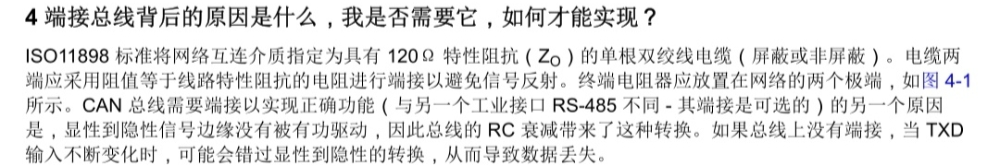 4 端接总线背后的原因是什么，我是否需要它，如何才能实现？
ISO11898 标准将网络互连介质指定为具有 120Ω 特性阻抗（ZO）的单根双绞线电缆（屏蔽或非屏蔽）。电缆两
端应采用阻值等于线路特性阻抗的电阻进行端接以避免信号反射。终端电阻器应放置在网络的两个极端，如图 4-1
所示。CAN 总线需要端接以实现正确功能（与另一个工业接口 RS-485 不同 - 其端接是可选的）的另一个原因
是，显性到隐性信号边缘没有被有功驱动，因此总线的 RC 衰减带来了这种转换。如果总线上没有端接，当 TXD
输入不断变化时，可能会错过显性到隐性的转换，从而导致数据丢失。